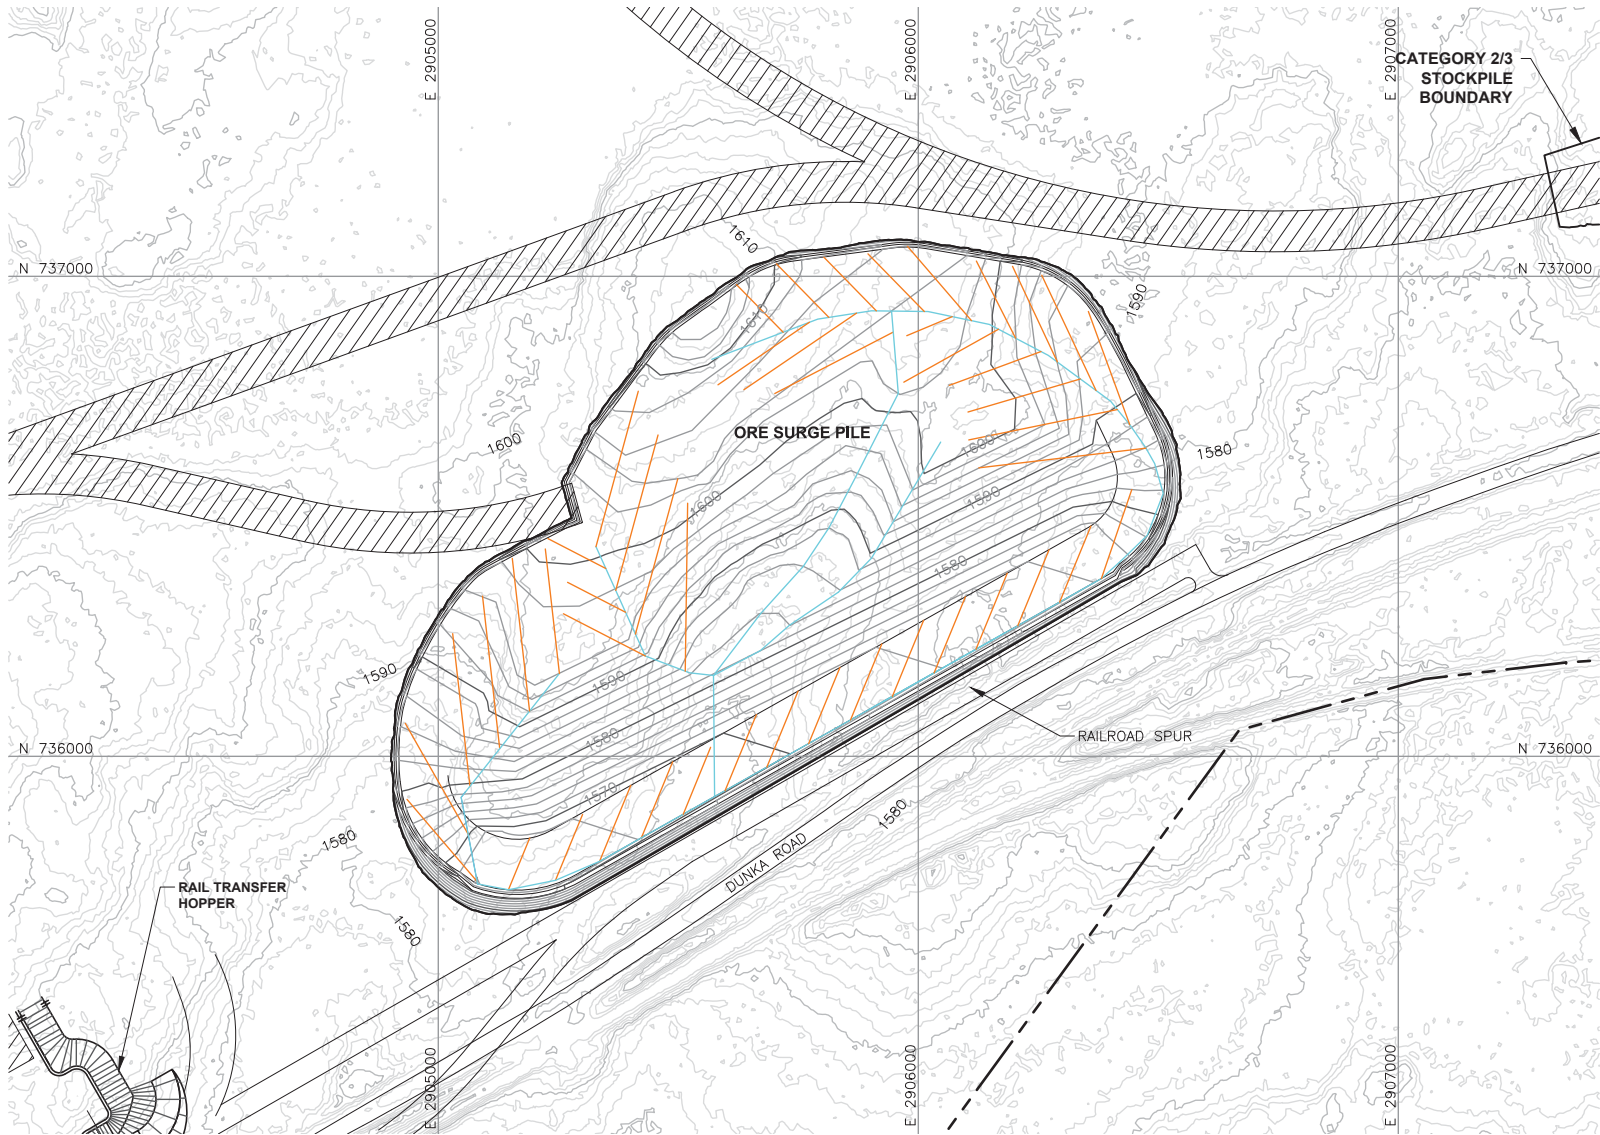 E 2905000
E 2906000
E 2907000
CATEGORY 2/3
STOCKPILE
BOUNDARY
1610
N 737000
N 737000
1590
1610
ORE SURGE PILE
1600
1600
1580
1590
1600
1580
1590
1590
RAILROAD SPUR
N 736000
N 736000
1580
1570
1580
1580
DUNKA ROAD
RAIL TRANSFER
HOPPER
1580
E 2905000
E 2906000
E 2907000